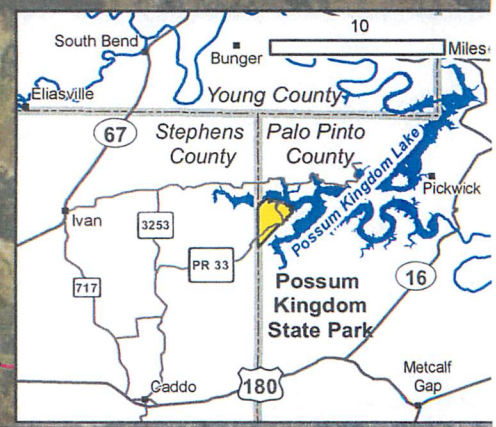 10
Miles
South Bend
Bunger
Eliasville
Young County
67
Stephens
County
Palo Pinto
County
Possum Kingdom Lake
Pickwick
Ivan
3253
PR 33
717
16
Possum
Kingdom
State Park
Caddo
180
Metcalf
Gap